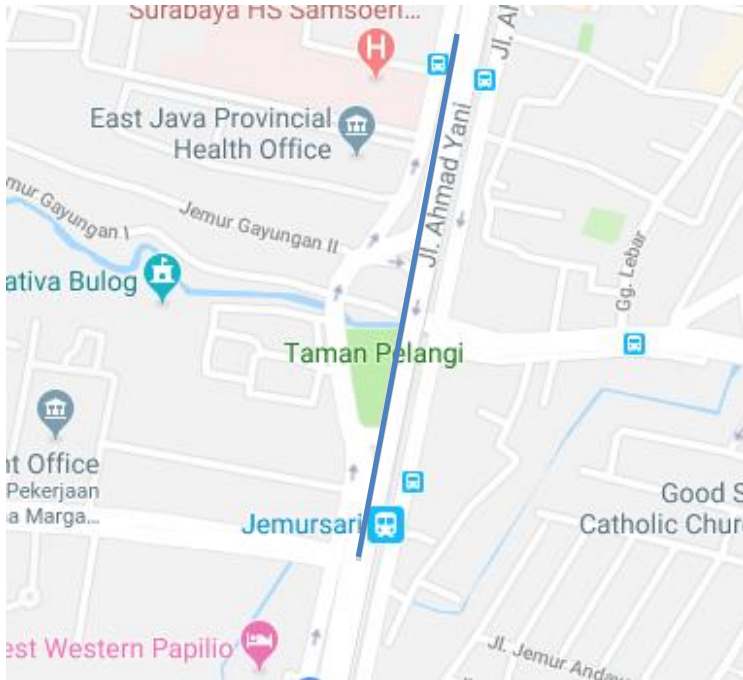 Surabaya HS Samsoeri...
H
East Java Provincial
Health Office
Jl. Ahmad Yani
Jemur Gayungan II
mur Gayungan I
Gg. Lebar
ativa Bulog
Taman Pelangi
nt Office
Pekerjaan
a Marga...
Jemursari
Good S
Catholic Chur
est Western Papilio
Jl. Jemur Andaw